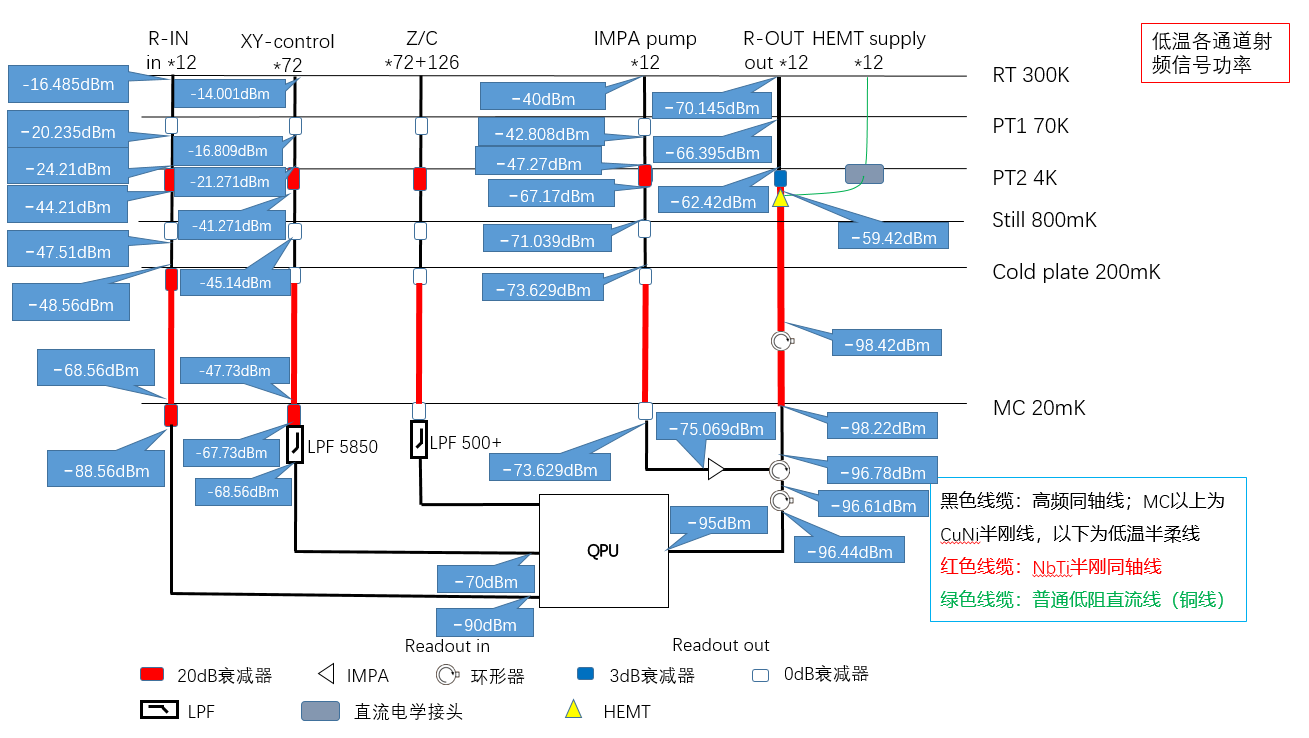 R-IN
in *12
XY-control
*72
Z/C
*72+126
IMPA pump
*12
R-OUT
out *12
HEMT supply
*12
低温各通道射
频信号功率
RT 300K
PT1 70K
PT2 4K
Still 800mK
Cold plate 200mK
MC 20mK
-16.485dBm
-20.235dBm
-24.21dBm
-44.21dBm
-47.51dBm
-48.56dBm
-68.56dBm
-88.56dBm
-14.001dBm
-16.809dBm
-21.271dBm
-41.271dBm
-45.14dBm
-47.73dBm
-67.73dBm
-68.56dBm
LPF 5850
LPF 500+
-40dBm
-42.808dBm
-47.27dBm
-67.17dBm
-71.039dBm
-73.629dBm
-73.629dBm
-75.069dBm
-70.145dBm
-66.395dBm
-62.42dBm
-59.42dBm
-98.42dBm
-98.22dBm
-96.78dBm
-96.61dBm
-96.44dBm
-95dBm
-70dBm
-90dBm
QPU
黑色线缆：高频同轴线；MC以上为
CuNi半刚线，以下为低温半柔线
红色线缆：NbTi半刚同轴线
绿色线缆：普通低阻直流线（铜线）
Readout in
Readout out
20dB衰减器
IMPA
环形器
3dB衰减器
0dB衰减器
LPF
直流电学接头
HEMT